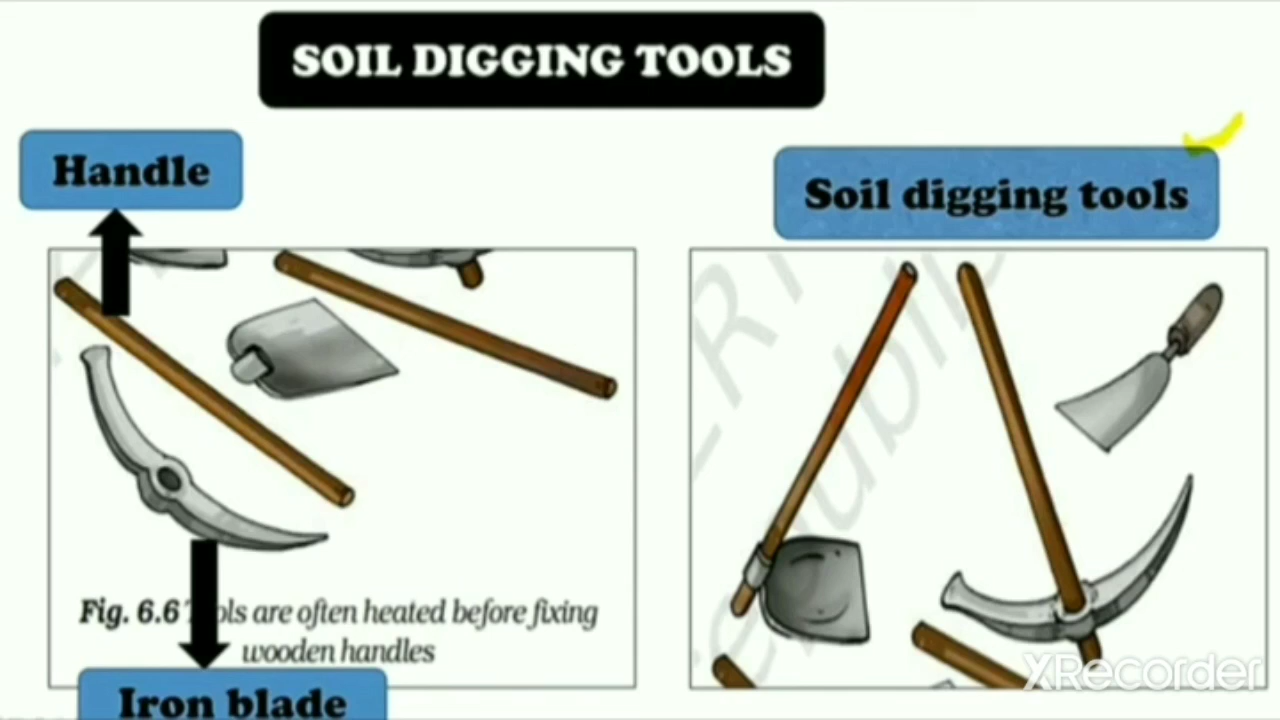 SOIL DIGGING TOOLS
Handle
Soil digging tools
Fig. 6.6 ols are often heated before fixing
wooden handles
Iron blade
republic
XRecorder